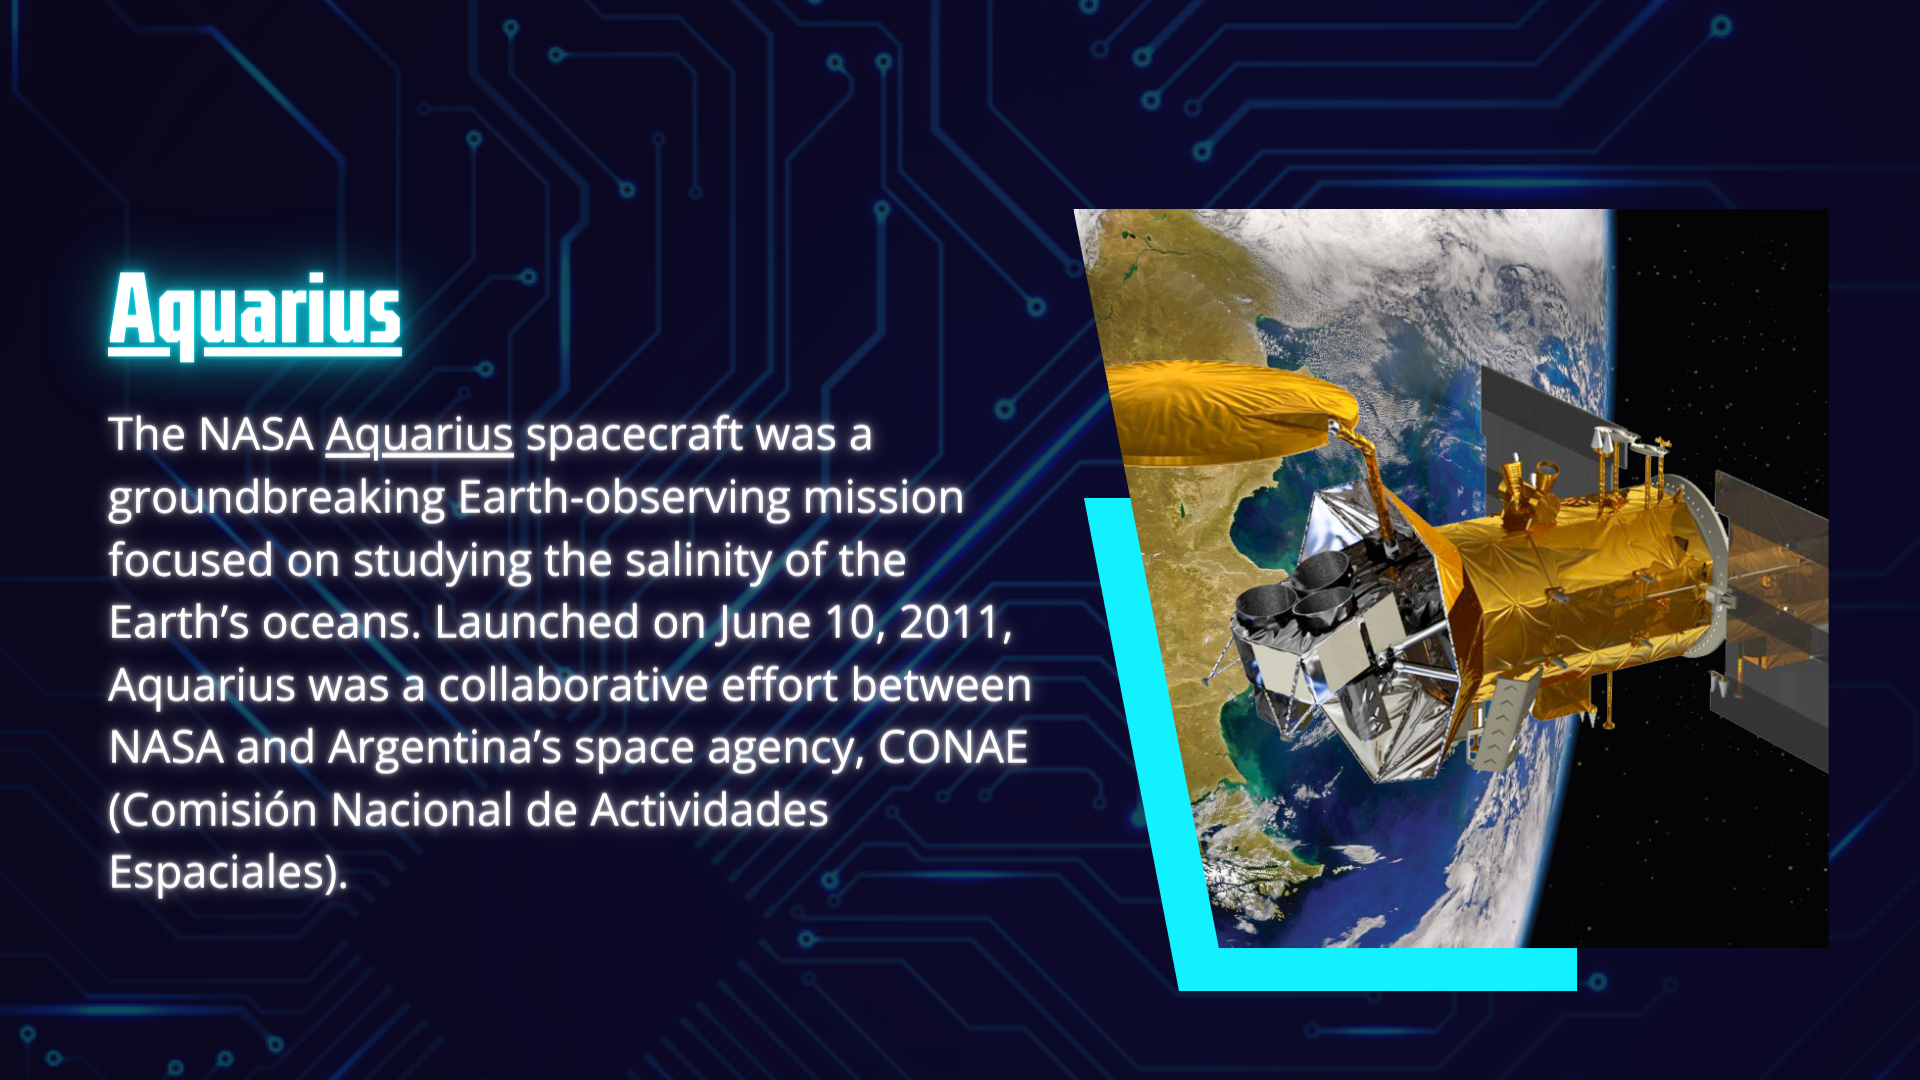 Aquarius
The NASA Aquarius spacecraft was a
groundbreaking Earth-observing mission
focused on studying the salinity of the
Earth’s oceans. Launched on June 10, 2011,
Aquarius was a collaborative effort between
NASA and Argentina’s space agency, CONAE
(Comisión Nacional de Actividades
Espaciales).